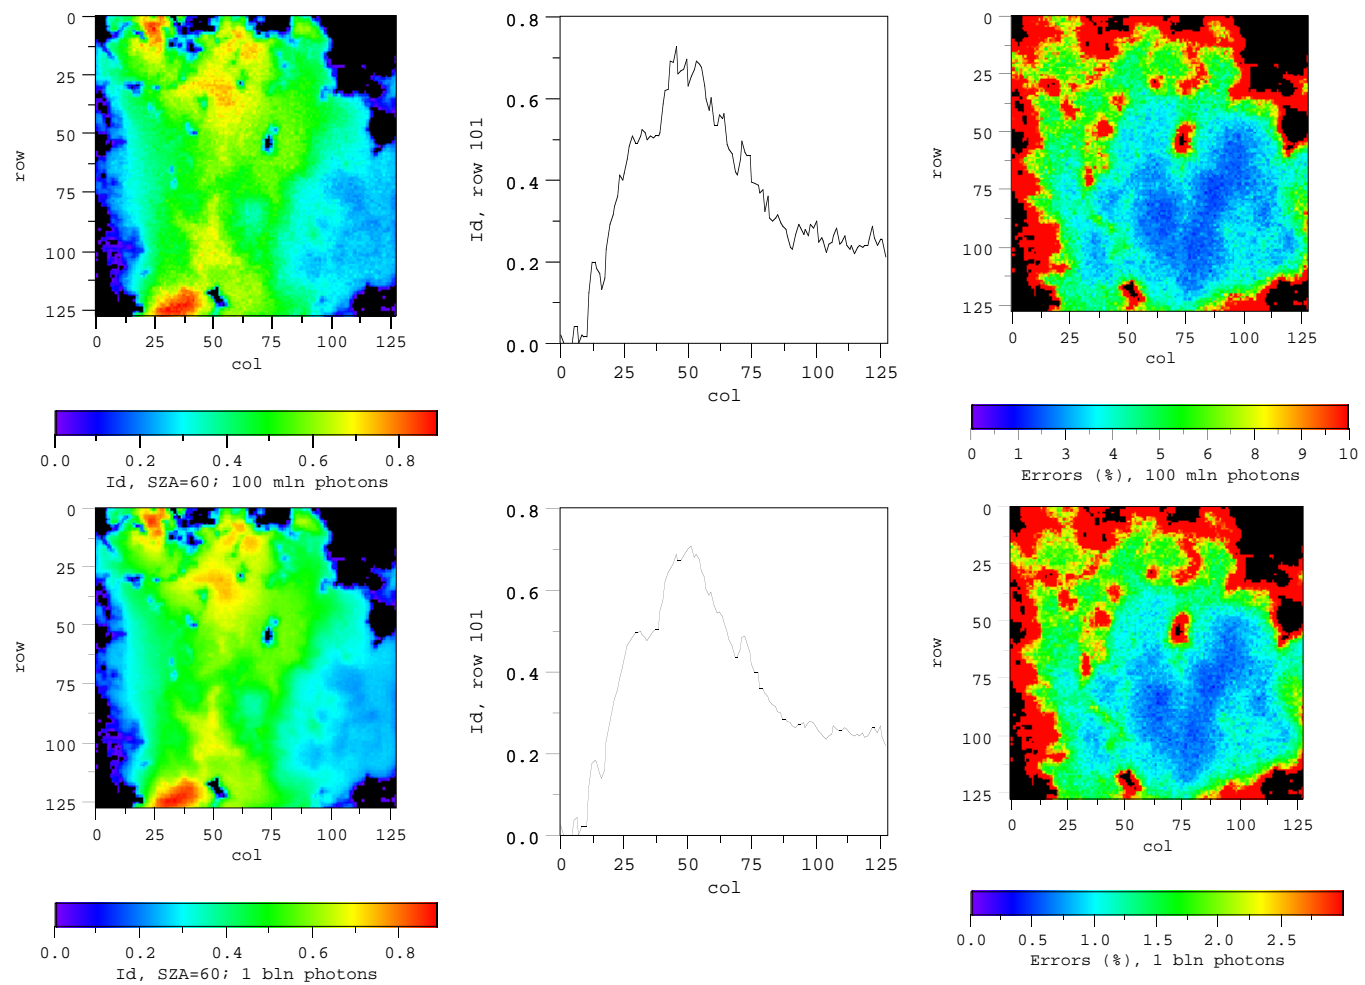 0
25
50
75
100
125
row
0 25 50 75 100 125
col
0.0 0.2 0.4 0.6 0.8
Id, SZA=60; 100 mln photons
0.8
0.6
0.4
0.2
0.0
Id, row 101
0 25 50 75 100 125
col
0
25
50
75
100
125
row
0 25 50 75 100 125
col
0 1 3 4 5 6 8 9 10
Errors (%), 100 mln photons
0
25
50
75
100
125
row
0 25 50 75 100 125
col
0.0 0.2 0.4 0.6 0.8
Id, SZA=60; 1 bln photons
0.8
0.6
0.4
0.2
0.0
Id, row 101
0 25 50 75 100 125
col
0
25
50
75
100
125
row
0 25 50 75 100 125
col
0.0 0.5 1.0 1.5 2.0 2.5
Errors (%), 1 bln photons